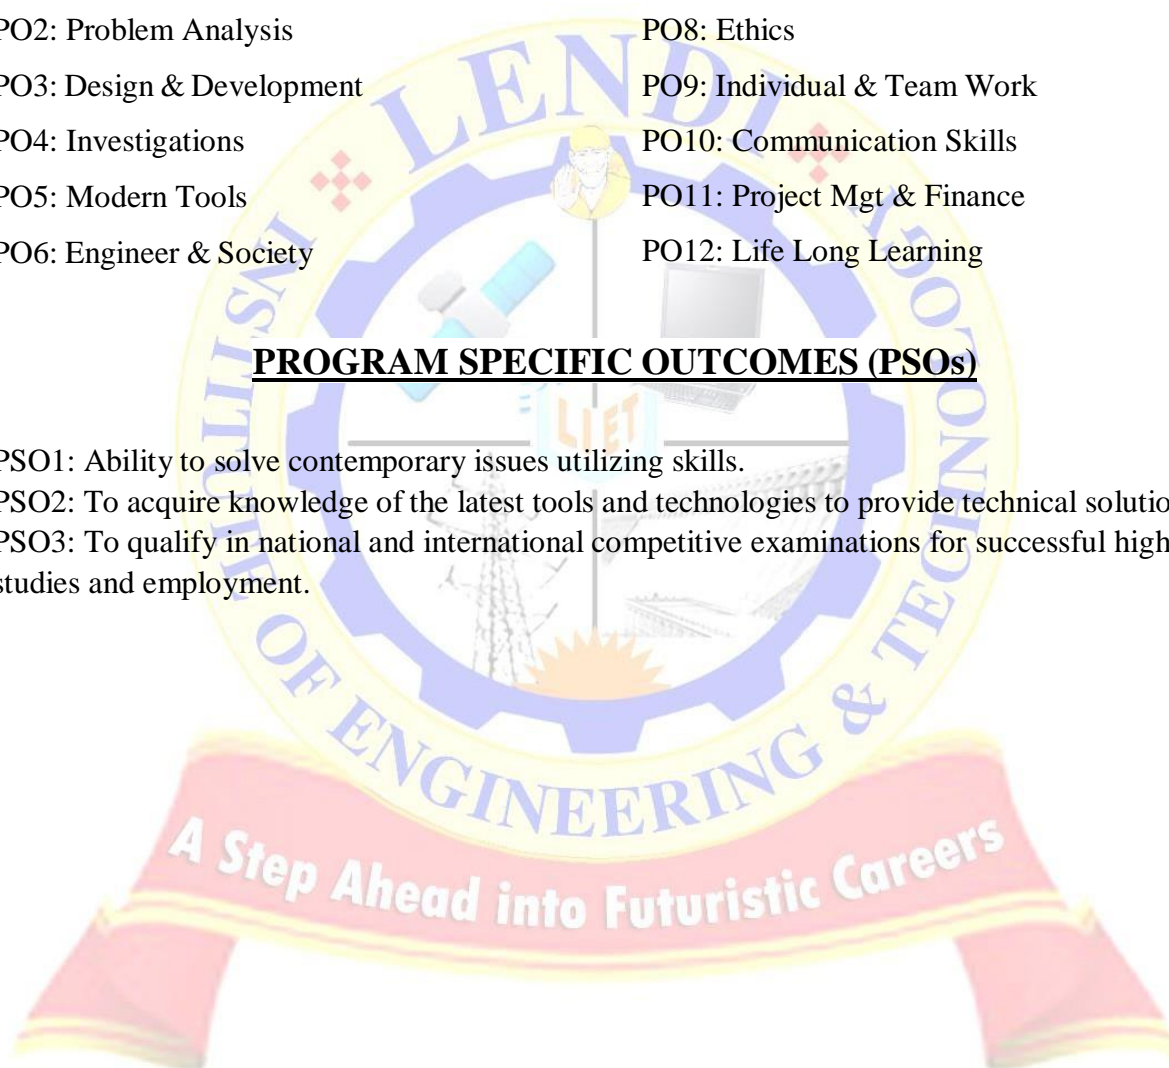 PO2: Problem Analysis
PO3: Design & Development
PO4: Investigations
PO5: Modern Tools
PO6: Engineer & Society
PO8: Ethics
PO9: Individual & Team Work
PO10: Communication Skills
PO11: Project Mgt & Finance
PO12: Life Long Learning
PROGRAM SPECIFIC OUTCOMES (PSOs)
PSO1: Ability to solve contemporary issues utilizing skills.
PSO2: To acquire knowledge of the latest tools and technologies to provide technical solutio
PSO3: To qualify in national and international competitive examinations for successful high
studies and employment.
LENDI INSTITUTE OF ENGINEERING & TECHNOLOGY
LIET
A Step Ahead into Futuristic Careers